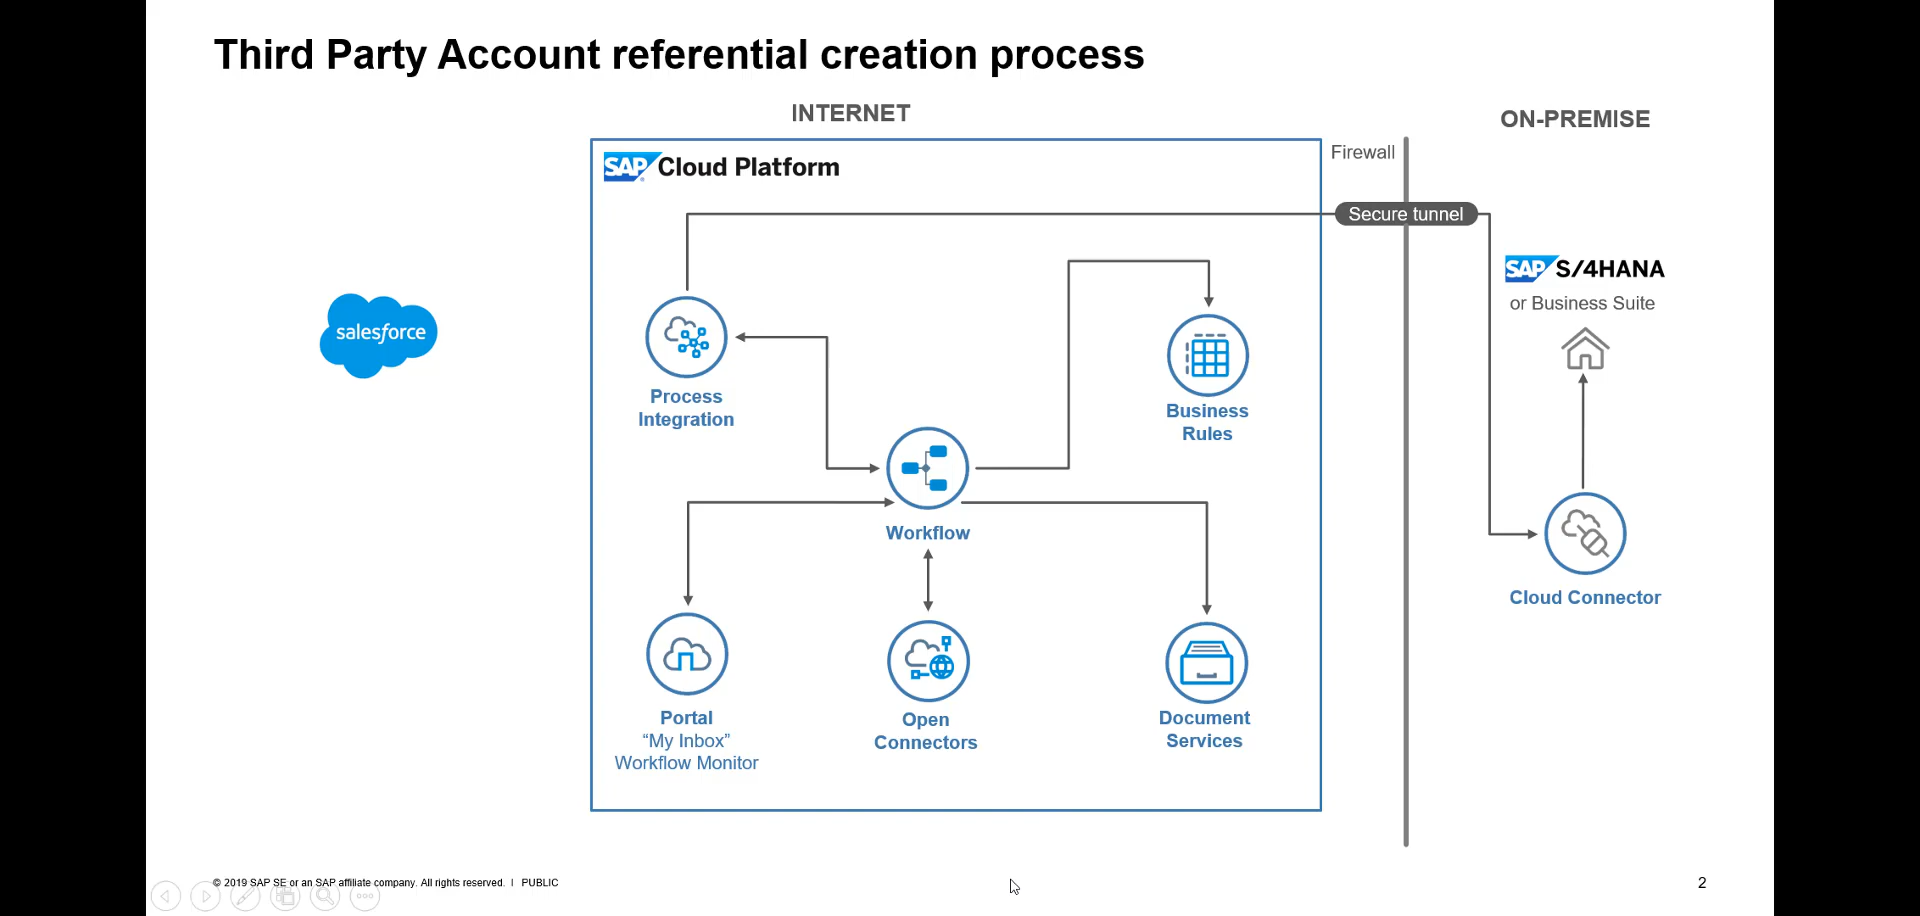 Third Party Account referential creation process
INTERNET
ON-PREMISE
SAP Cloud Platform
Firewall
Secure tunnel
SAP S/4HANA
or Business Suite
salesforce
Process
Integration
Business
Rules
Workflow
Cloud Connector
Portal
“My Inbox”
Workflow Monitor
Open
Connectors
Document
Services
© 2019 SAP SE or an SAP affiliate company. All rights reserved. | PUBLIC
2